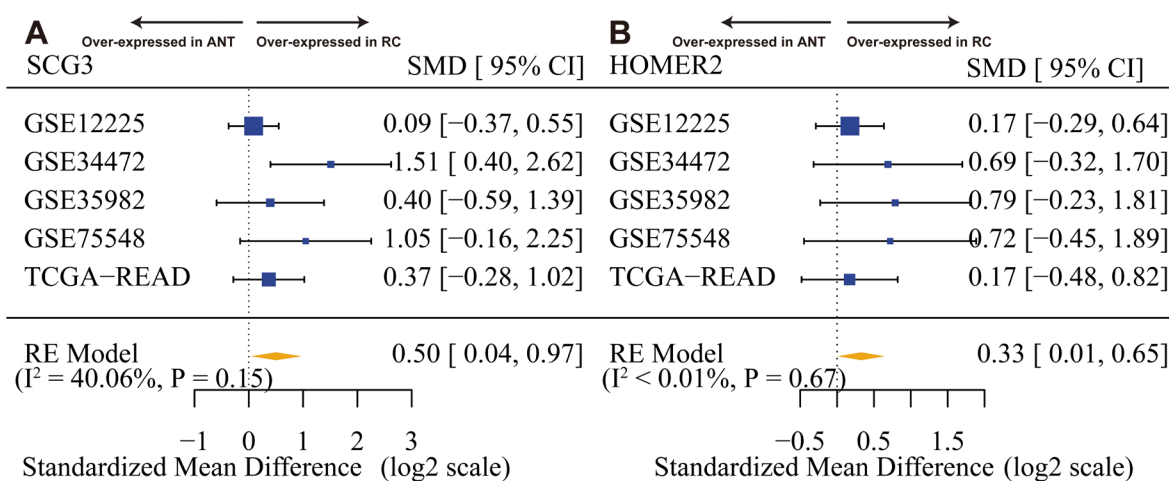 A
Over-expressed in ANT Over-expressed in RC
SCG3 SMD [ 95% CI]
GSE12225 0.09 [−0.37, 0.55]
GSE34472 1.51 [ 0.40, 2.62]
GSE35982 0.40 [−0.59, 1.39]
GSE75548 1.05 [−0.16, 2.25]
TCGA−READ 0.37 [−0.28, 1.02]
RE Model 0.50 [ 0.04, 0.97]
(I² = 40.06%, P = 0.15)
−1 0 1 2 3
Standardized Mean Difference (log2 scale)
B
Over-expressed in ANT Over-expressed in RC
HOMER2 SMD [ 95% CI]
GSE12225 0.17 [−0.29, 0.64]
GSE34472 0.69 [−0.32, 1.70]
GSE35982 0.79 [−0.23, 1.81]
GSE75548 0.72 [−0.45, 1.89]
TCGA−READ 0.17 [−0.48, 0.82]
RE Model 0.33 [ 0.01, 0.65]
(I² < 0.01%, P = 0.67)
−0.5 0.5 1.5
Standardized Mean Difference (log2 scale)